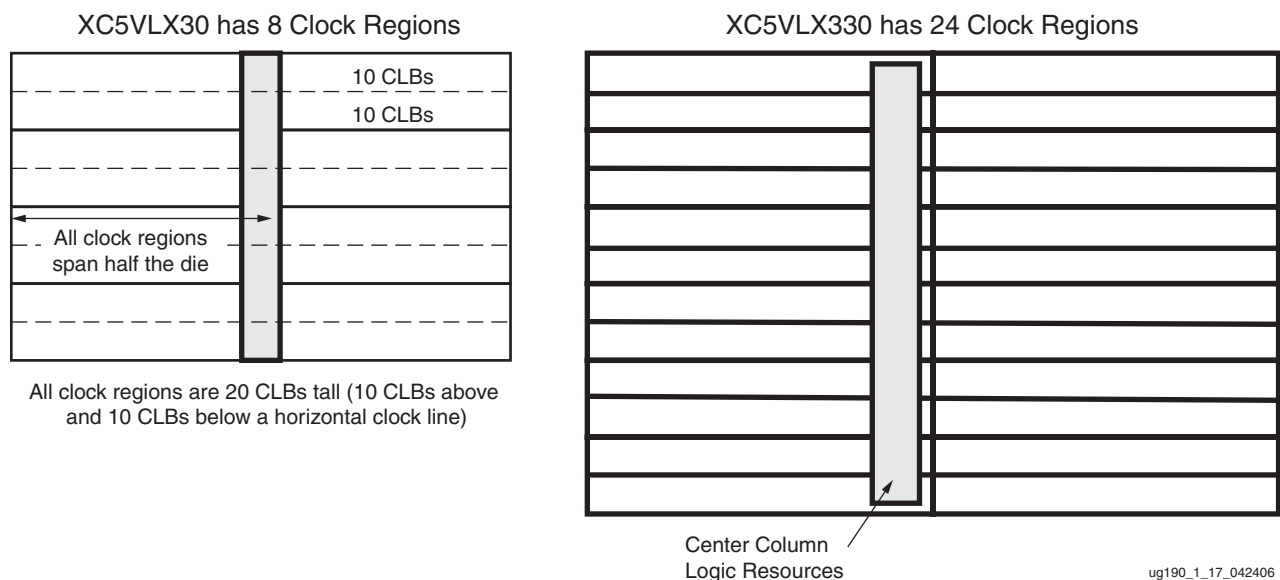 XC5VLX30 has 8 Clock Regions
10 CLBs
10 CLBs
All clock regions
span half the die
All clock regions are 20 CLBs tall (10 CLBs above
and 10 CLBs below a horizontal clock line)
XC5VLX330 has 24 Clock Regions
Center Column
Logic Resources
ug190_1_17_042406